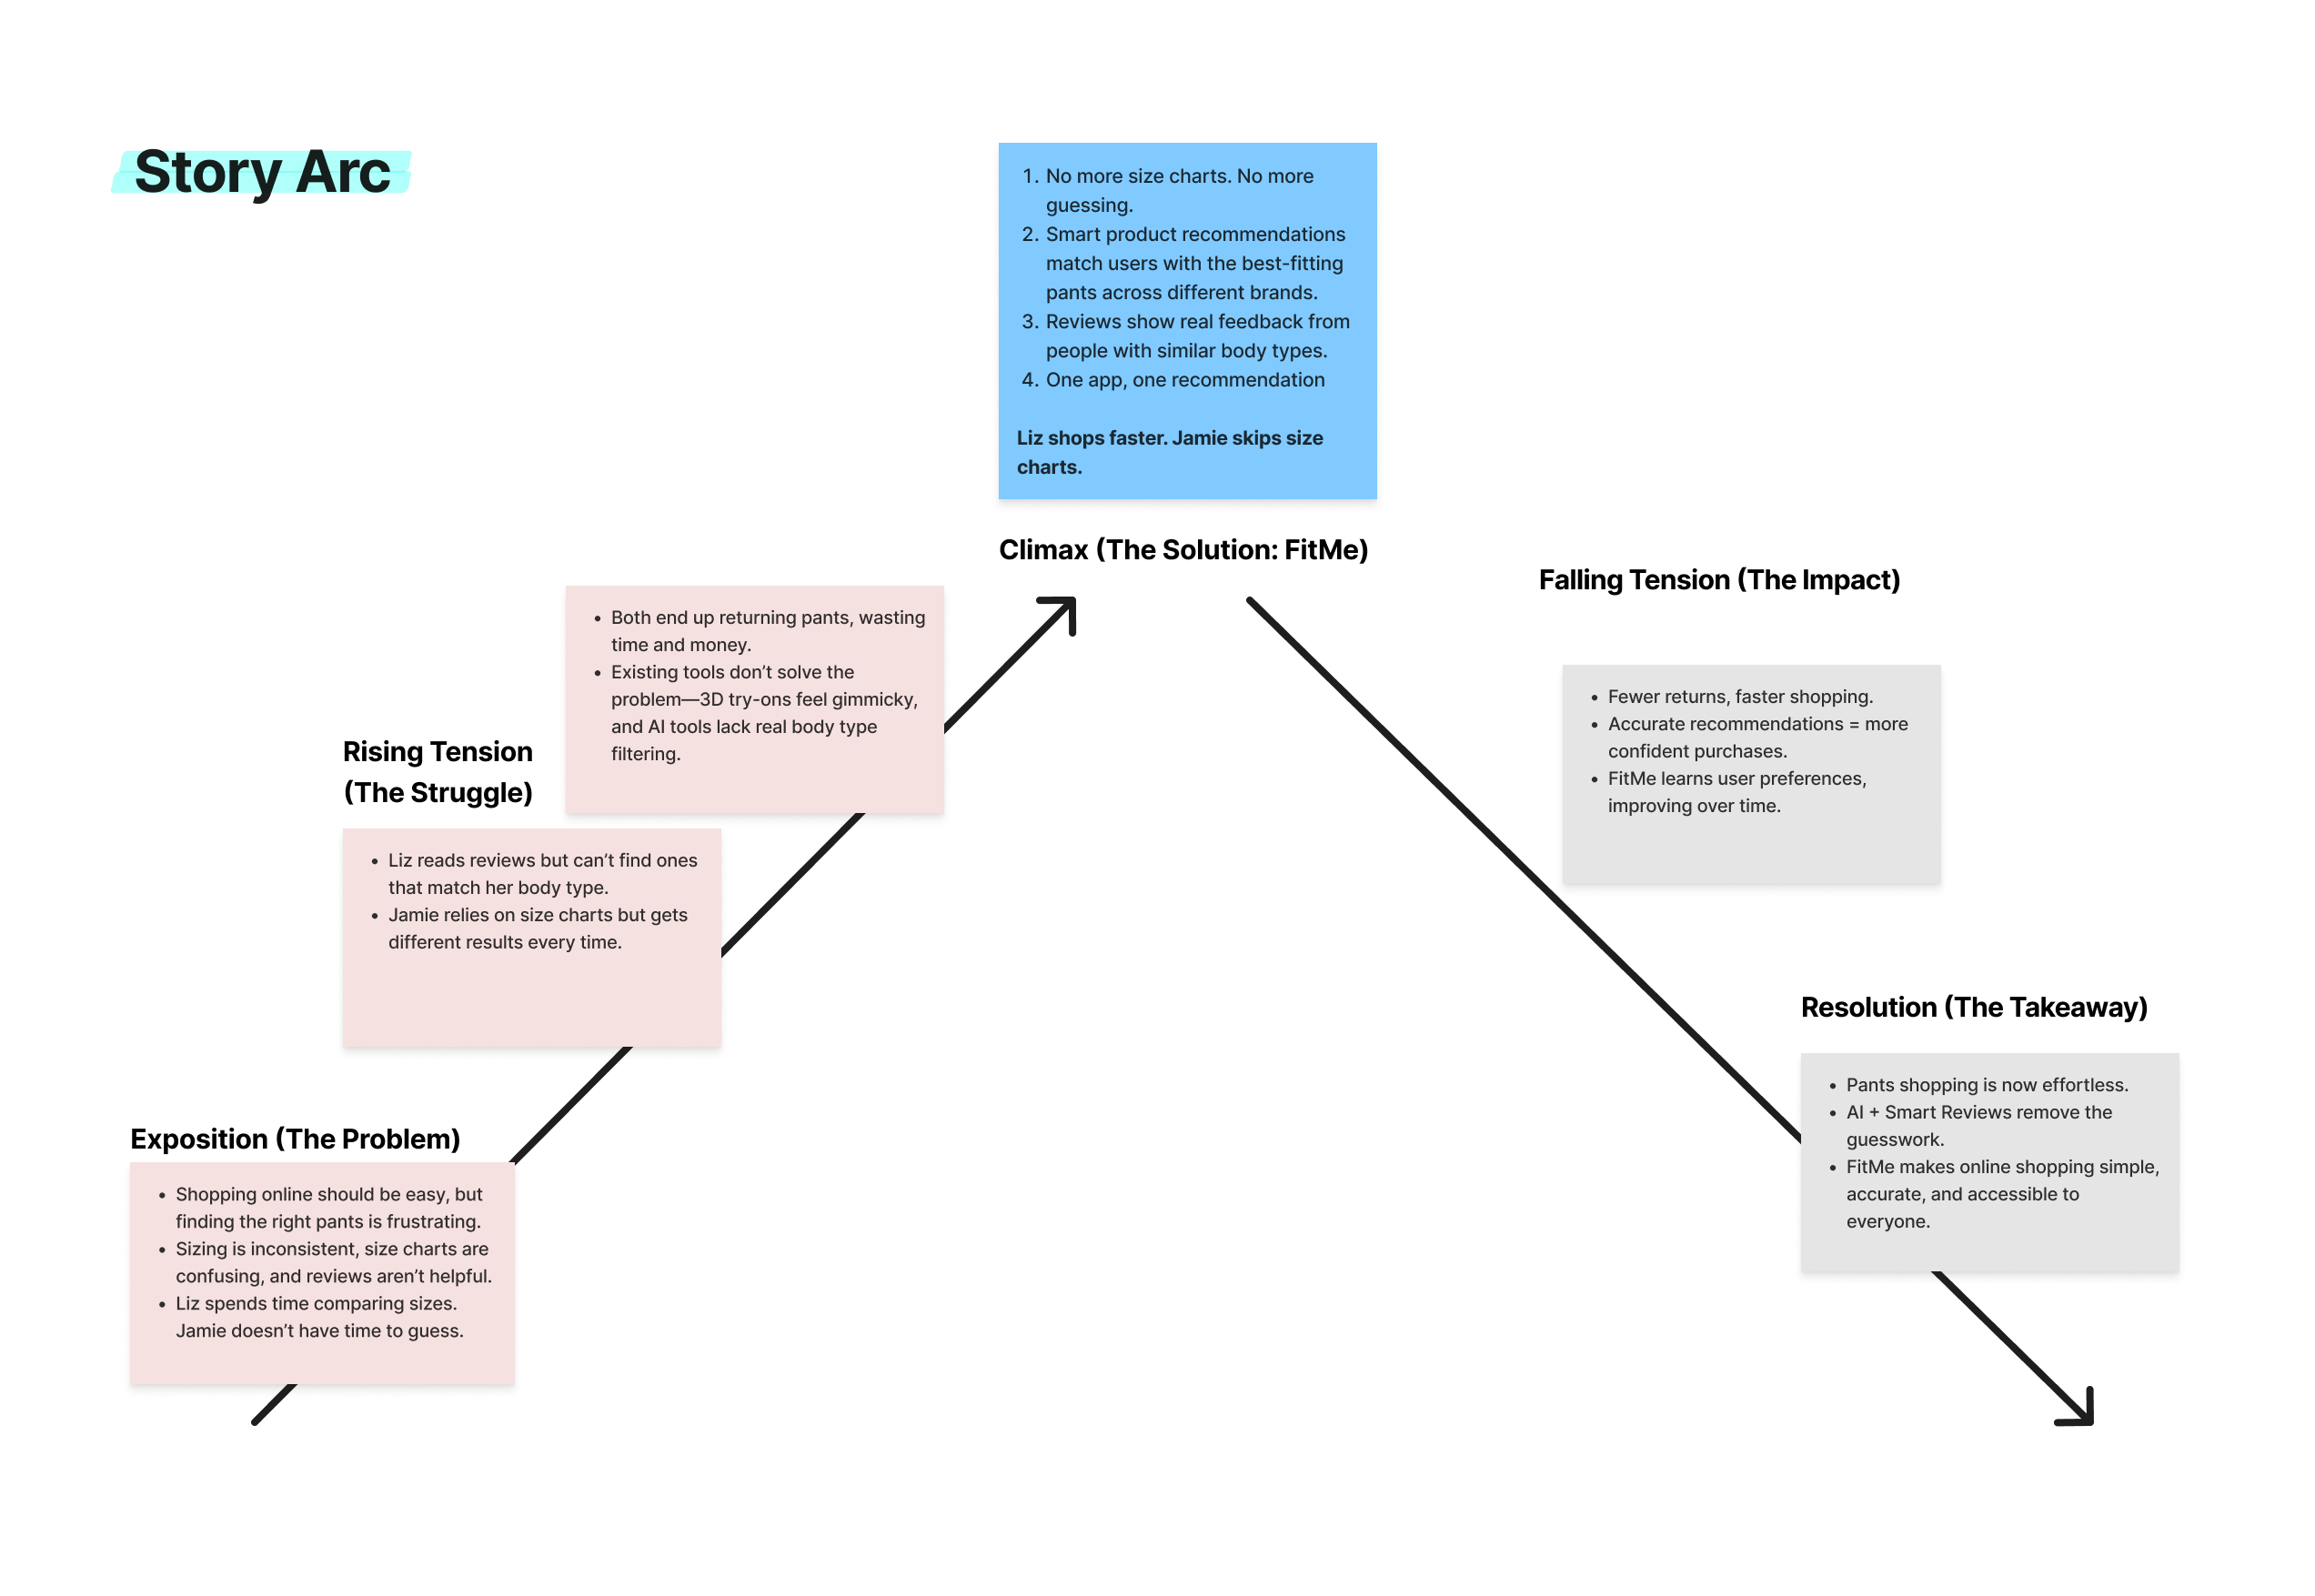 Story Arc
1. No more size charts. No more
guessing.
2. Smart product recommendations
match users with the best-fitting
pants across different brands.
3. Reviews show real feedback from
people with similar body types.
4. One app, one recommendation
Liz shops faster. Jamie skips size
charts.
Climax (The Solution: FitMe)
Falling Tension (The Impact)
• Both end up returning pants, wasting
time and money.
• Existing tools don’t solve the
problem—3D try-ons feel gimmicky,
and AI tools lack real body type
filtering.
• Fewer returns, faster shopping.
• Accurate recommendations = more
confident purchases.
• FitMe learns user preferences,
improving over time.
Rising Tension
(The Struggle)
• Liz reads reviews but can’t find ones
that match her body type.
• Jamie relies on size charts but gets
different results every time.
Resolution (The Takeaway)
• Pants shopping is now effortless.
• AI + Smart Reviews remove the
guesswork.
• FitMe makes online shopping simple,
accurate, and accessible to
everyone.
Exposition (The Problem)
• Shopping online should be easy, but
finding the right pants is frustrating.
• Sizing is inconsistent, size charts are
confusing, and reviews aren’t helpful.
• Liz spends time comparing sizes.
Jamie doesn’t have time to guess.